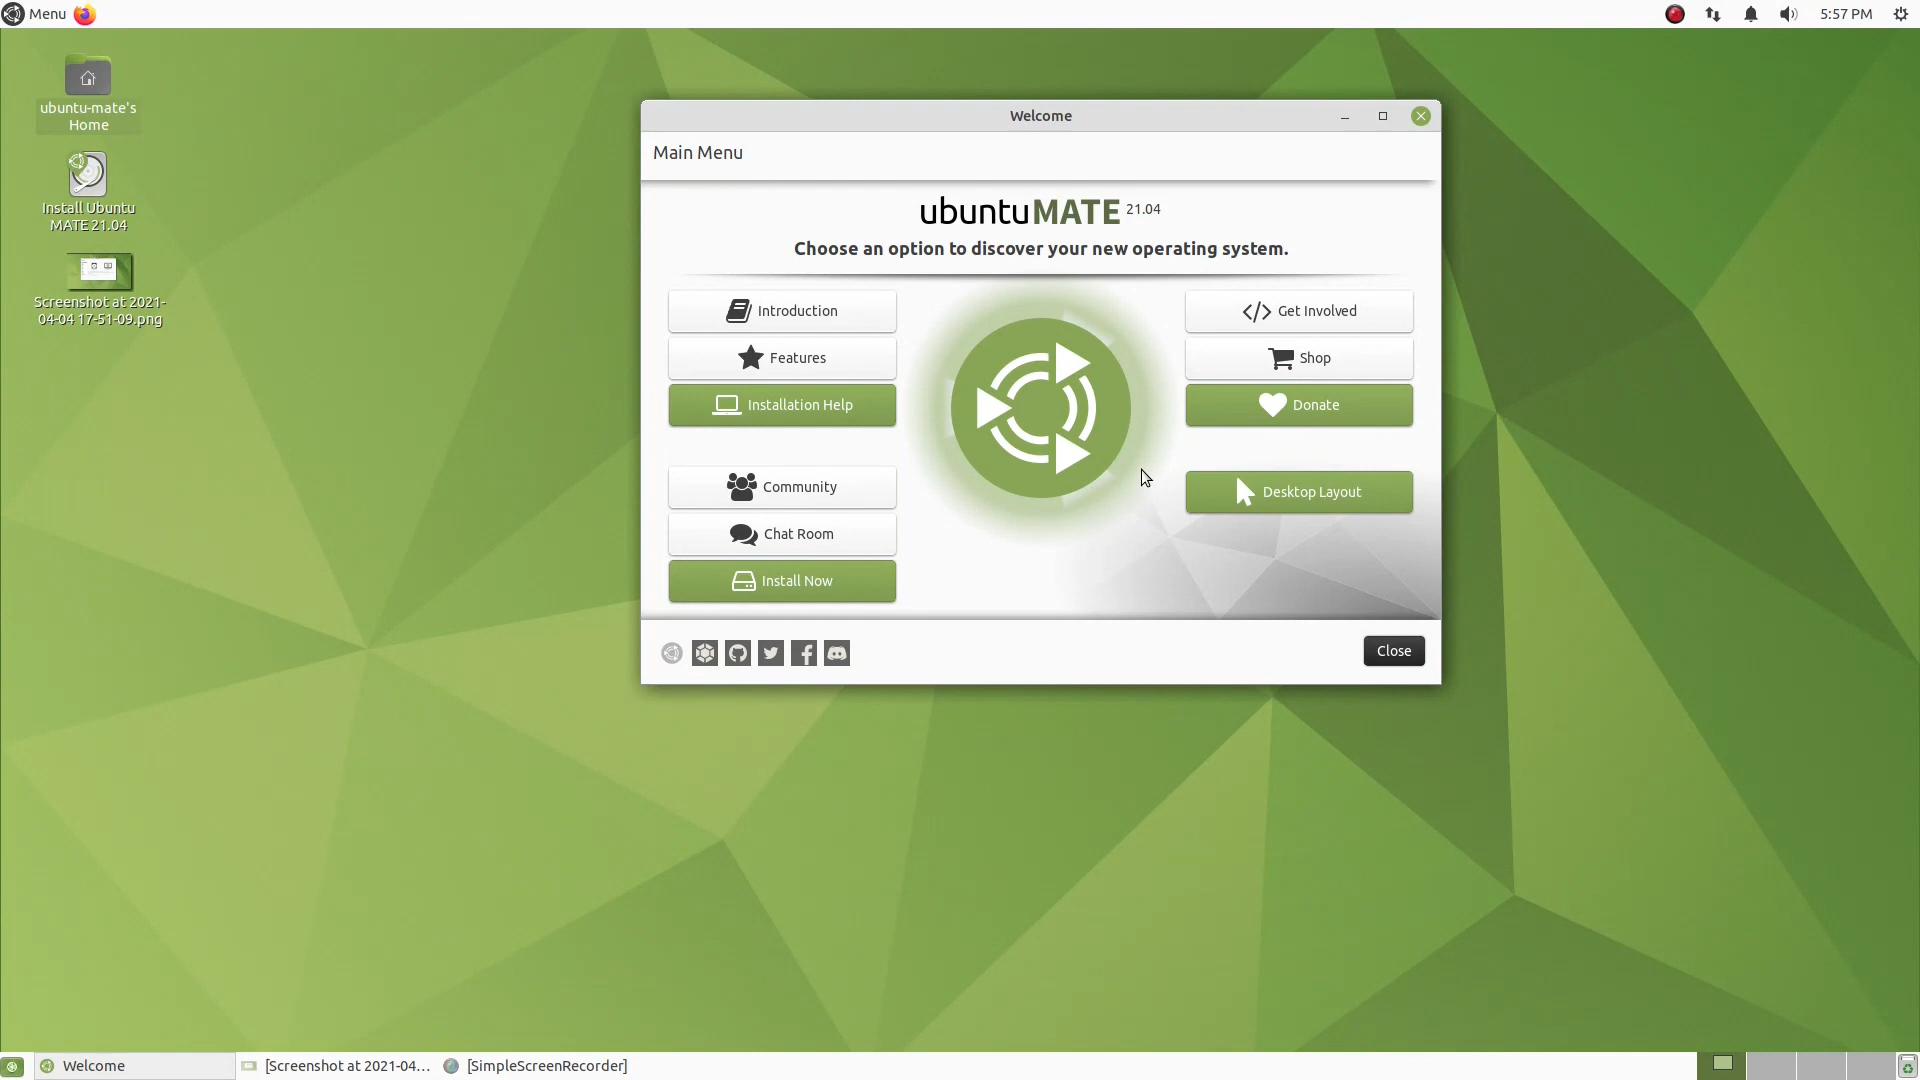 Menu
5:57 PM
ubuntu-mate's
Home
Install Ubuntu
MATE 21.04
Screenshot at 2021-
04-04 17-51-09.png
Welcome
Main Menu
ubuntuMATE 21.04
Choose an option to discover your new operating system.
Introduction
Features
Installation Help
Community
Chat Room
Install Now
Get Involved
Shop
Donate
Desktop Layout
Close
Welcome
[Screenshot at 2021-04...
[SimpleScreenRecorder]